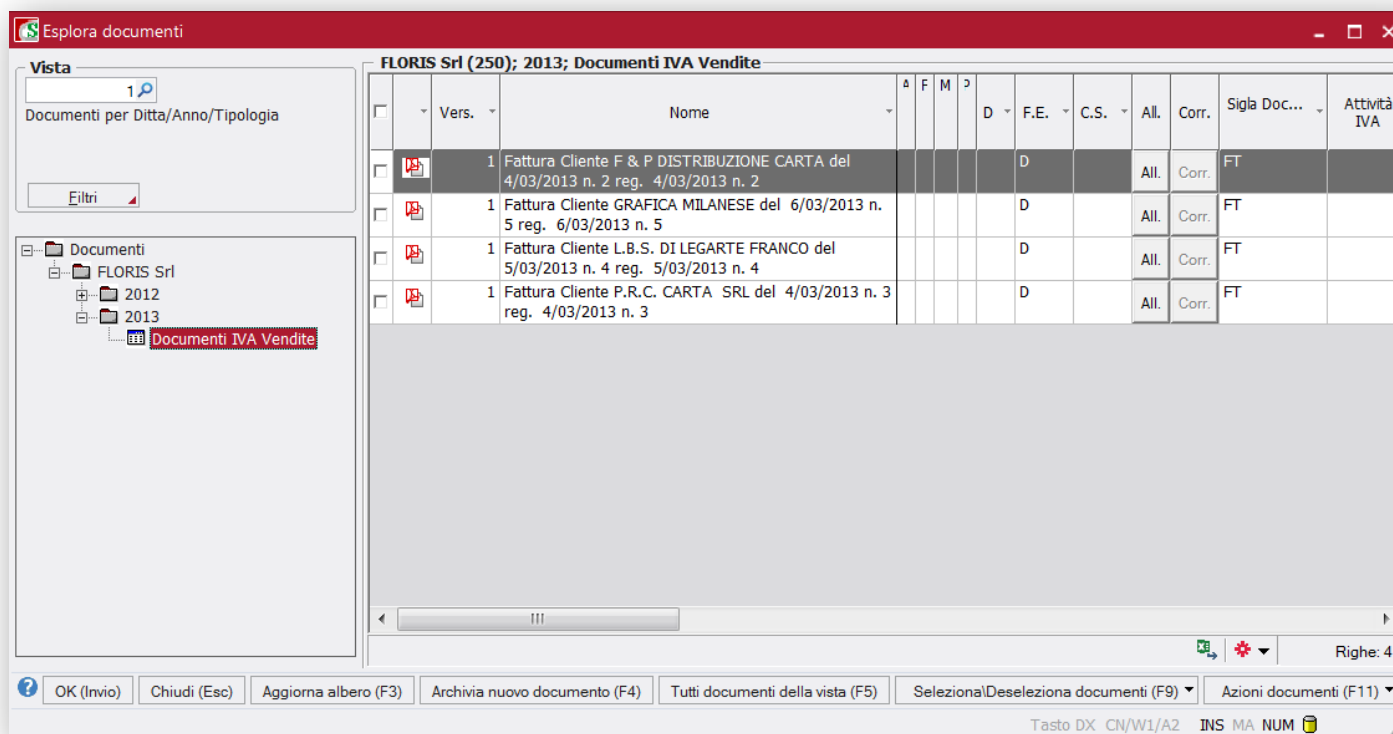 Esplora documenti
Vista
1
Documenti per Ditta/Anno/Tipologia
Filtri
Documenti
FLORIS Srl
2012
2013
Documenti IVA Vendite
FLORIS Srl (250); 2013; Documenti IVA Vendite
Vers. Nome A F M D F.E. C.S. All. Corr. Sigla Doc... Attività
IVA
1 Fattura Cliente F & P DISTRIBUZIONE CARTA del D All. Corr. FT
4/03/2013 n. 2 reg. 4/03/2013 n. 2
1 Fattura Cliente GRAFICA MILANESE del 6/03/2013 n. D All. Corr. FT
5 reg. 6/03/2013 n. 5
1 Fattura Cliente L.B.S. DI LEGARTE FRANCO del D All. Corr. FT
5/03/2013 n. 4 reg. 5/03/2013 n. 4
1 Fattura Cliente P.R.C. CARTA SRL del 4/03/2013 n. 3 D All. Corr. FT
reg. 4/03/2013 n. 3
Righe: 4
OK (Invio) Chiudi (Esc) Aggiorna albero (F3) Archivia nuovo documento (F4) Tutti documenti della vista (F5) Seleziona\Deseleziona documenti (F9) Azioni documenti (F11)
Tasto DX CN/W1/A2 INS MA NUM